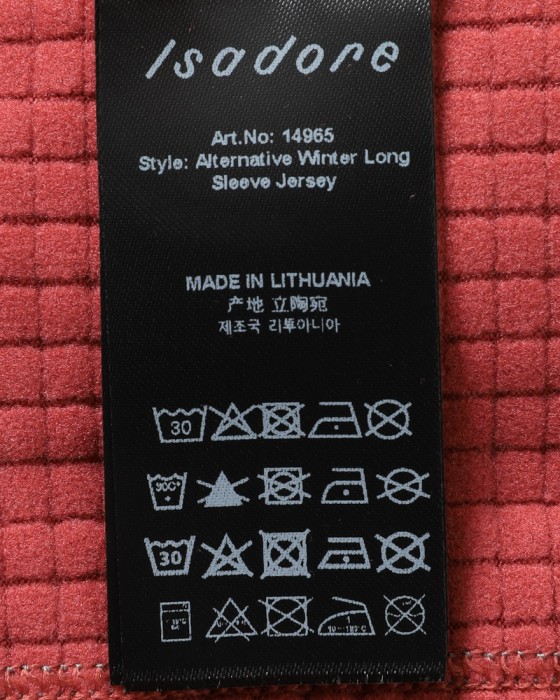 Isadore
Art.No: 14965
Style: Alternative Winter Long
Sleeve Jersey
MADE IN LITHUANIA
产地 立陶宛
제조국 리투아니아
30
30